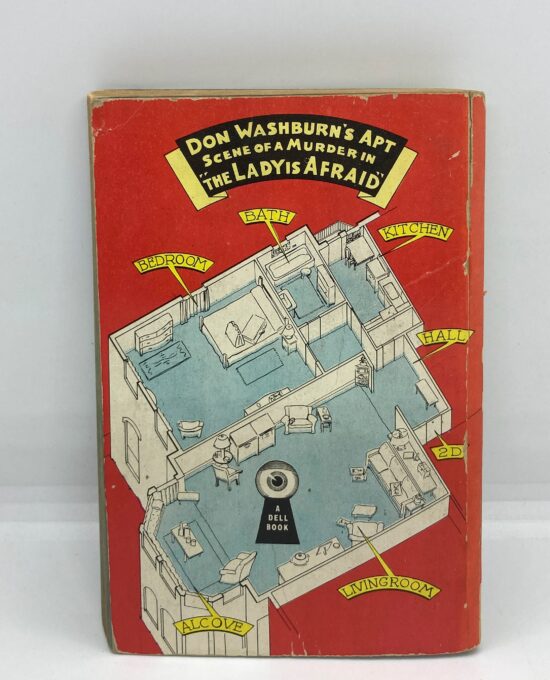 DON WASHBURN'S APT
SCENE OF A MURDER IN
"THE LADY IS AFRAID"
BATH
KITCHEN
BEDROOM
HALL
2D
A
DELL
BOOK
LIVINGROOM
ALCOVE